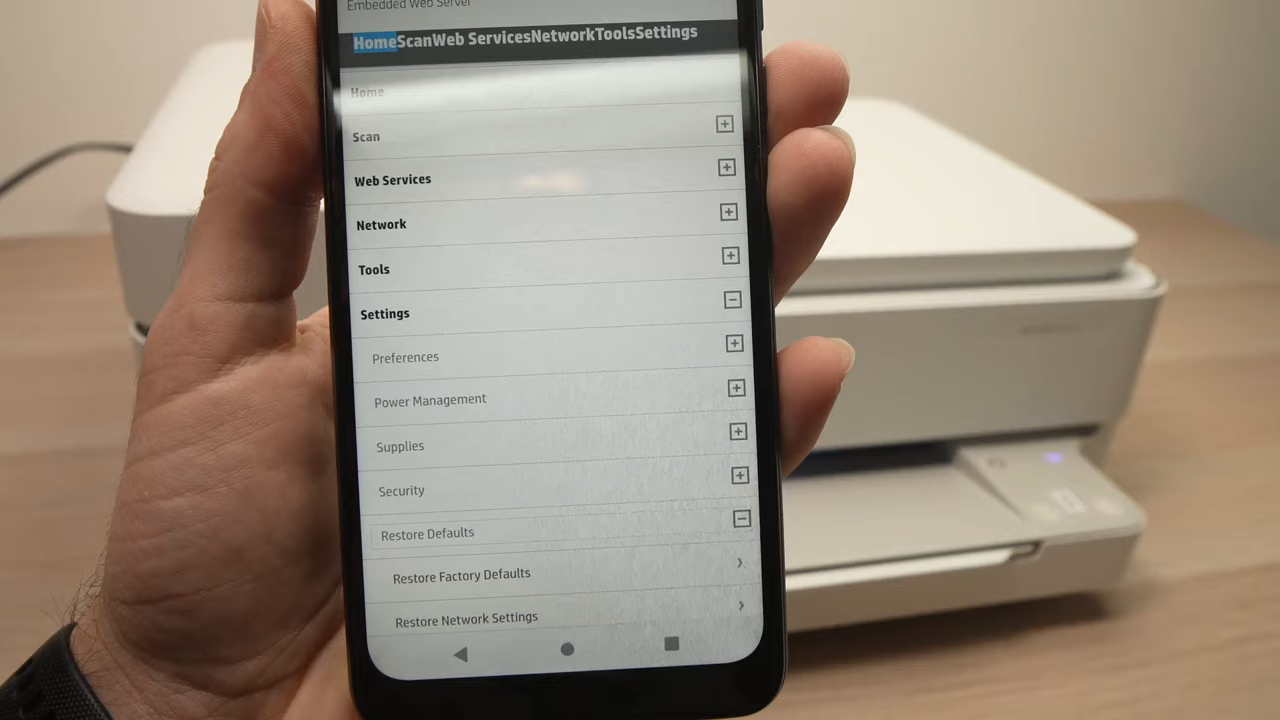 Embedded Web Server
HomeScanWeb ServicesNetworkToolsSettings
Home
Scan
Web Services
Network
Tools
Settings
Preferences
Power Management
Supplies
Security
Restore Defaults
Restore Factory Defaults
Restore Network Settings